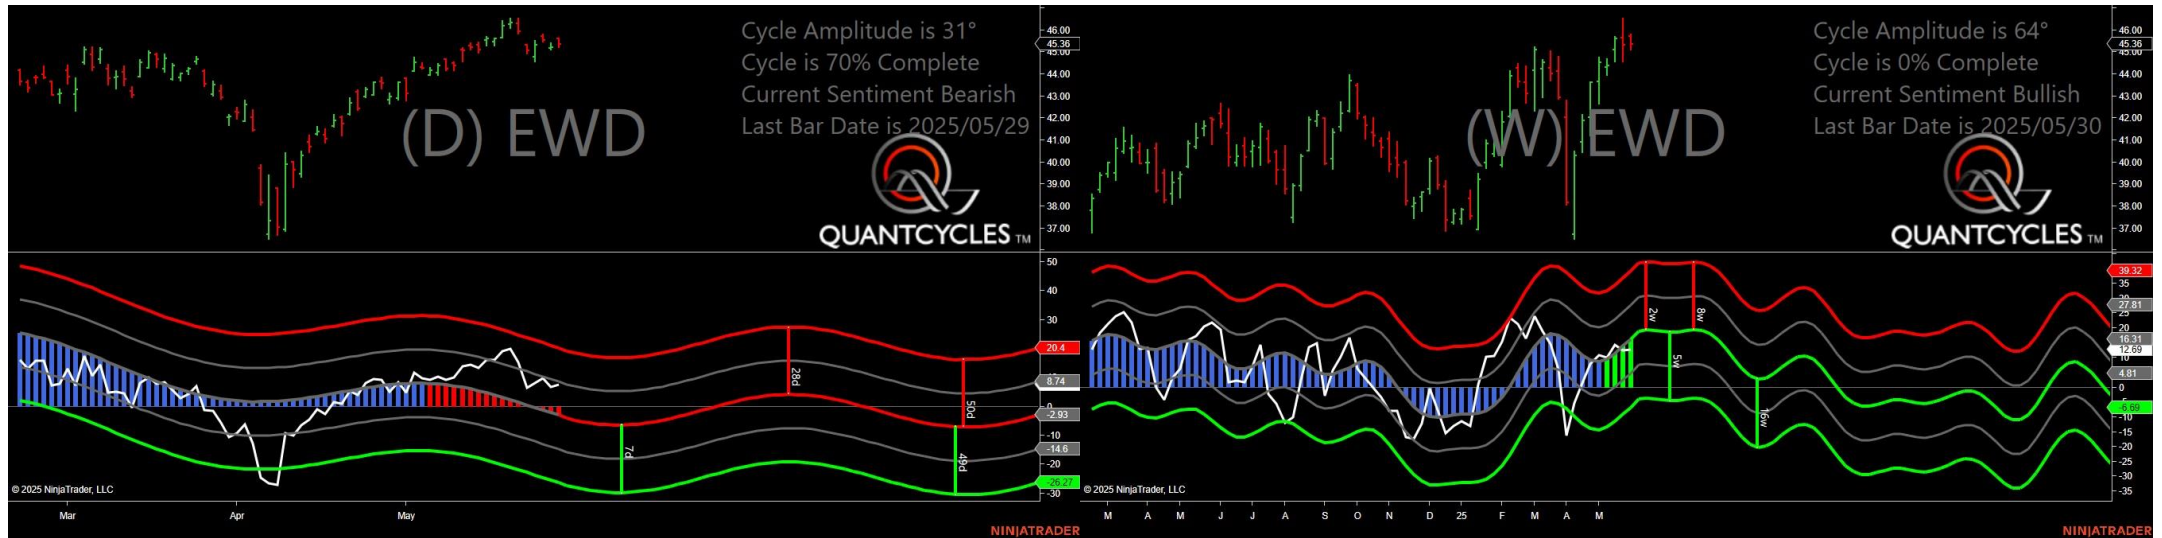 Cycle Amplitude is 31°
Cycle is 70% Complete
Current Sentiment Bearish
Last Bar Date is 2025/05/29
(D) EWD
QUANTCYCLES TM
46.00
45.36
45.00
44.00
43.00
42.00
41.00
40.00
39.00
38.00
37.00
50
40
30
20.4
8.74
0
-2.93
-10
-14.6
-20
-26.27
-30
28d
50d
7d
49d
© 2025 NinjaTrader, LLC
Mar
Apr
May
NINJATRADER
Cycle Amplitude is 64°
Cycle is 0% Complete
Current Sentiment Bullish
Last Bar Date is 2025/05/30
(W) EWD
QUANTCYCLES TM
46.00
45.36
45.00
44.00
43.00
42.00
41.00
40.00
39.00
38.00
37.00
39.32
35
27.81
25
20
16.31
12.69
10
4.81
0
-6.69
-10
-15
-20
-25
-30
-35
2w
8w
5w
16w
© 2025 NinjaTrader, LLC
M
A
M
J
J
A
S
O
N
D
25
F
M
A
M
NINJATRADER